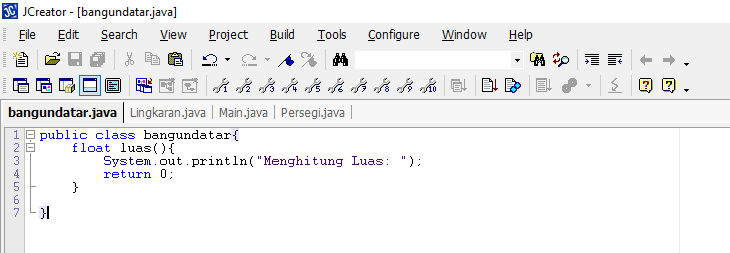 JCreator - [bangundatar.java]
File Edit Search View Project Build Tools Configure Window Help
bangundatar.java Lingkaran.java Main.java Persegi.java
1 public class bangundatar{
2 float luas(){
3 System.out.println("Menghitung Luas: ");
4 return 0;
5 }
6
7 }